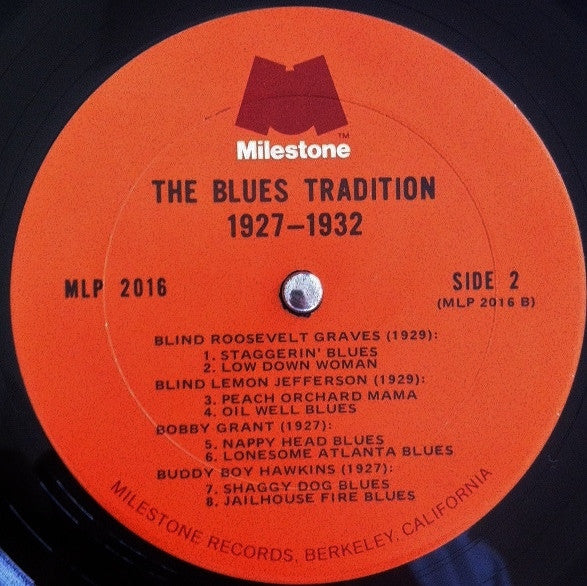 TM
Milestone
THE BLUES TRADITION
1927–1932
MLP 2016
SIDE 2
(MLP 2016 B)
BLIND ROOSEVELT GRAVES (1929):
1. STAGGERIN' BLUES
2. LOW DOWN WOMAN
BLIND LEMON JEFFERSON (1929):
3. PEACH ORCHARD MAMA
4. OIL WELL BLUES
BOBBY GRANT (1927):
5. NAPPY HEAD BLUES
6. LONESOME ATLANTA BLUES
BUDDY BOY HAWKINS (1927):
7. SHAGGY DOG BLUES
8. JAILHOUSE FIRE BLUES
MILESTONE RECORDS, BERKELEY, CALIFORNIA